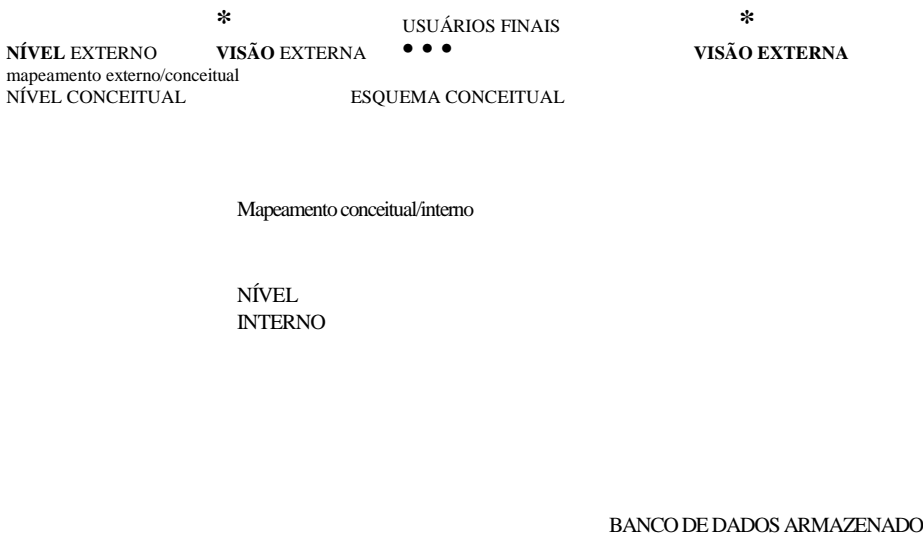 * USUÁRIOS FINAIS *
NÍVEL EXTERNO VISÃO EXTERNA • • • VISÃO EXTERNA
mapeamento externo/conceitual
NÍVEL CONCEITUAL ESQUEMA CONCEITUAL
Mapeamento conceitual/interno
NÍVEL
INTERNO
BANCO DE DADOS ARMAZENADO